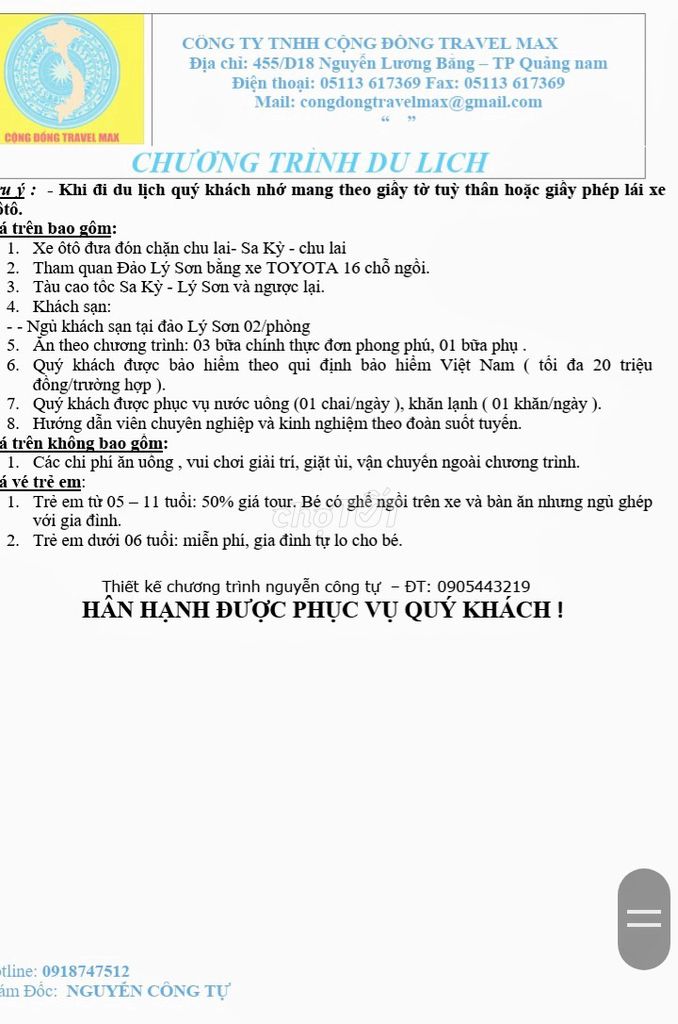 CÔNG TY TNHH CỘNG ĐỒNG TRAVEL MAX
Địa chỉ: 455/D18 Nguyễn Lương Bằng – TP Quảng nam
Điện thoại: 05113 617369 Fax: 05113 617369
Mail: congdongtravelmax@gmail.com
“ ”
CỘNG ĐỒNG TRAVEL MAX
CHƯƠNG TRÌNH DU LỊCH
ưu ý : - Khi đi du lịch quý khách nhớ mang theo giấy tờ tuỳ thân hoặc giấy phép lái xe
ôtô.
á trên bao gồm:
1. Xe ôtô đưa đón chặn chu lai- Sa Kỳ - chu lai
2. Tham quan Đảo Lý Sơn bằng xe TOYOTA 16 chỗ ngồi.
3. Tàu cao tôc Sa Kỳ - Lý Sơn và ngược lại.
4. Khách sạn:
- - Ngủ khách sạn tại đảo Lý Sơn 02/phòng
5. Ăn theo chương trình: 03 bữa chính thực đơn phong phú, 01 bữa phụ .
6. Quý khách được bảo hiểm theo qui định bảo hiểm Việt Nam ( tối đa 20 triệu
đồng/trường hợp ).
7. Quý khách được phục vụ nước uống (01 chai/ngày ), khăn lạnh ( 01 khăn/ngày ).
8. Hướng dẫn viên chuyên nghiệp và kinh nghiệm theo đoàn suốt tuyến.
á trên không bao gồm:
1. Các chi phí ăn uống , vui chơi giải trí, giặt ủi, vận chuyển ngoài chương trình.
á vé trẻ em:
1. Trẻ em từ 05 – 11 tuổi: 50% giá tour. Bé có ghế ngồi trên xe và bàn ăn nhưng ngủ ghép
với gia đình.
chợTỐT
2. Trẻ em dưới 06 tuổi: miễn phí, gia đình tự lo cho bé.
Thiết kế chương trình nguyễn công tự – ĐT: 0905443219
HÂN HẠNH ĐƯỢC PHỤC VỤ QUÝ KHÁCH !
otline: 0918747512
ám Đốc: NGUYỄN CÔNG TỰ